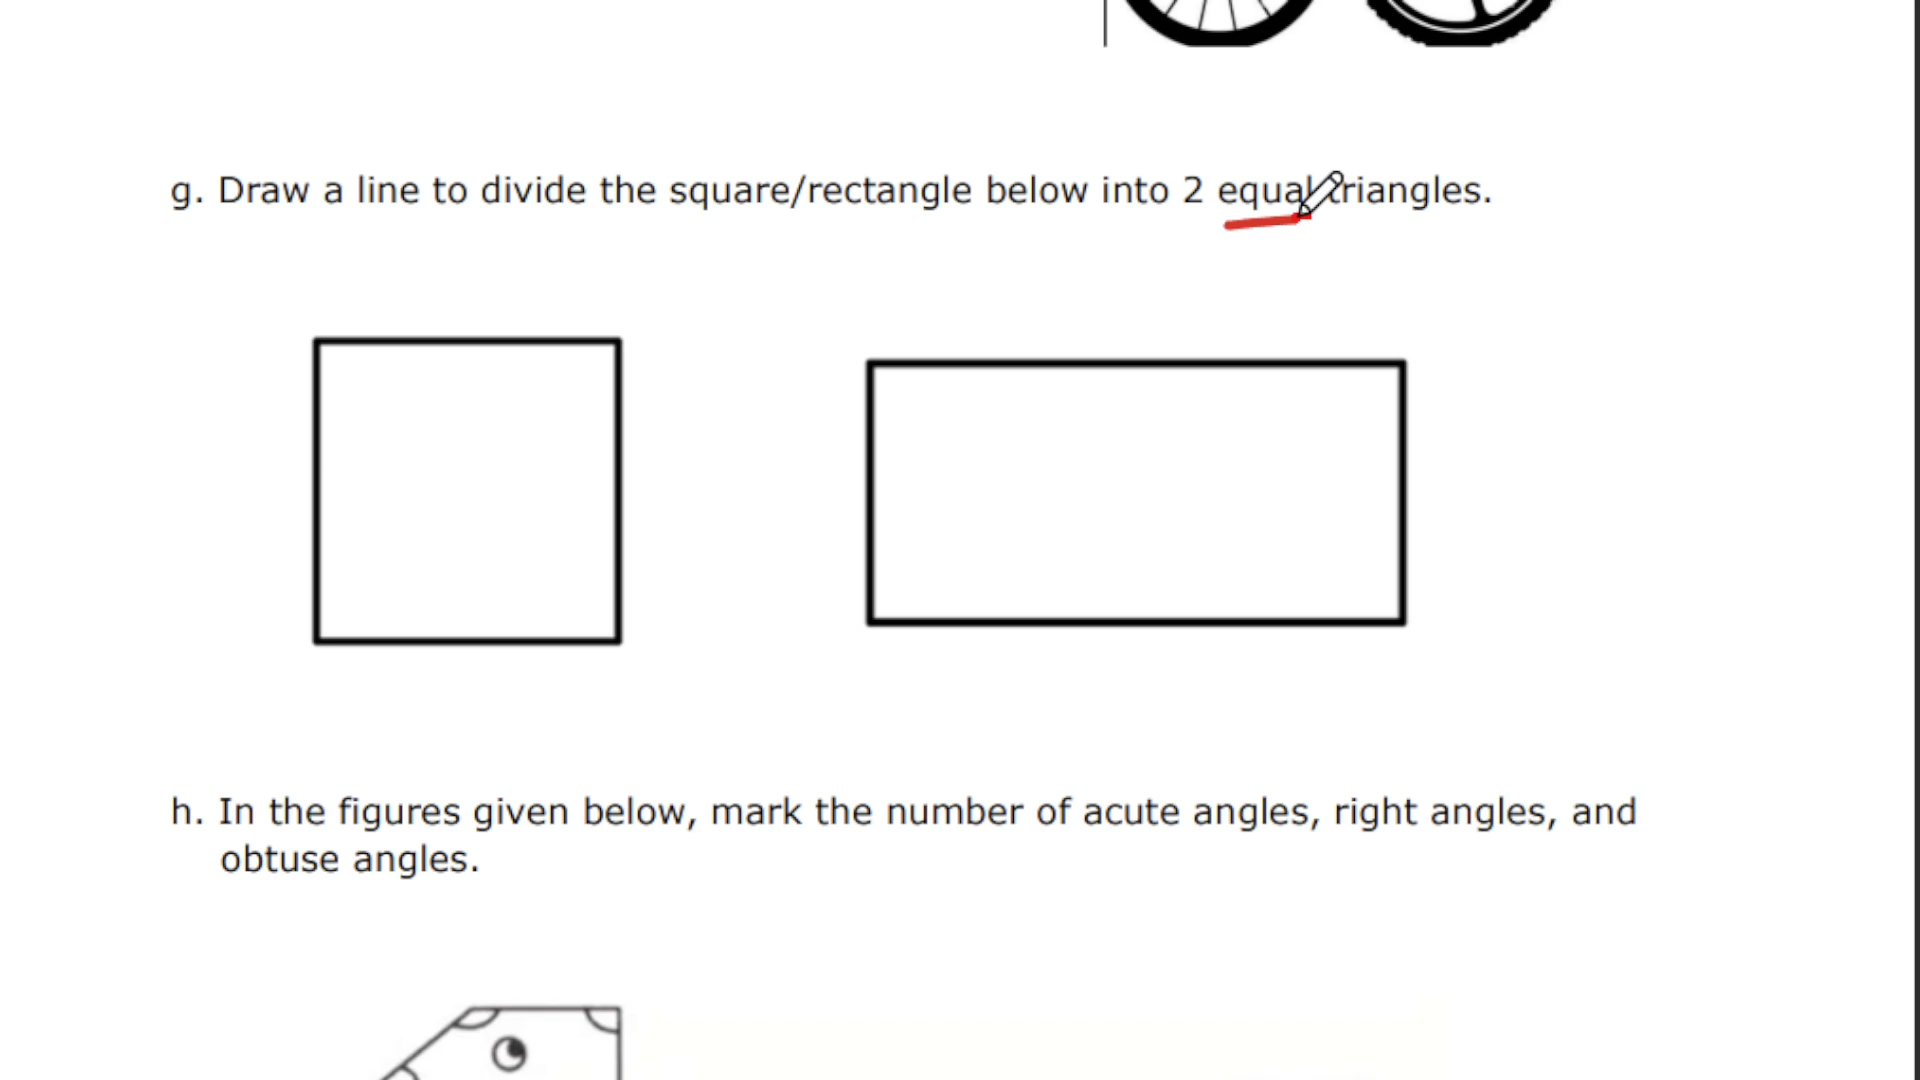 g. Draw a line to divide the square/rectangle below into 2 equal triangles.
h. In the figures given below, mark the number of acute angles, right angles, and
obtuse angles.